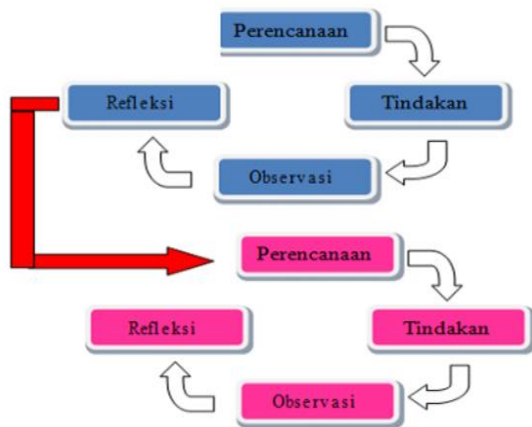 Perencanaan
Tindakan
Observasi
Refleksi
Perencanaan
Tindakan
Observasi
Refleksi